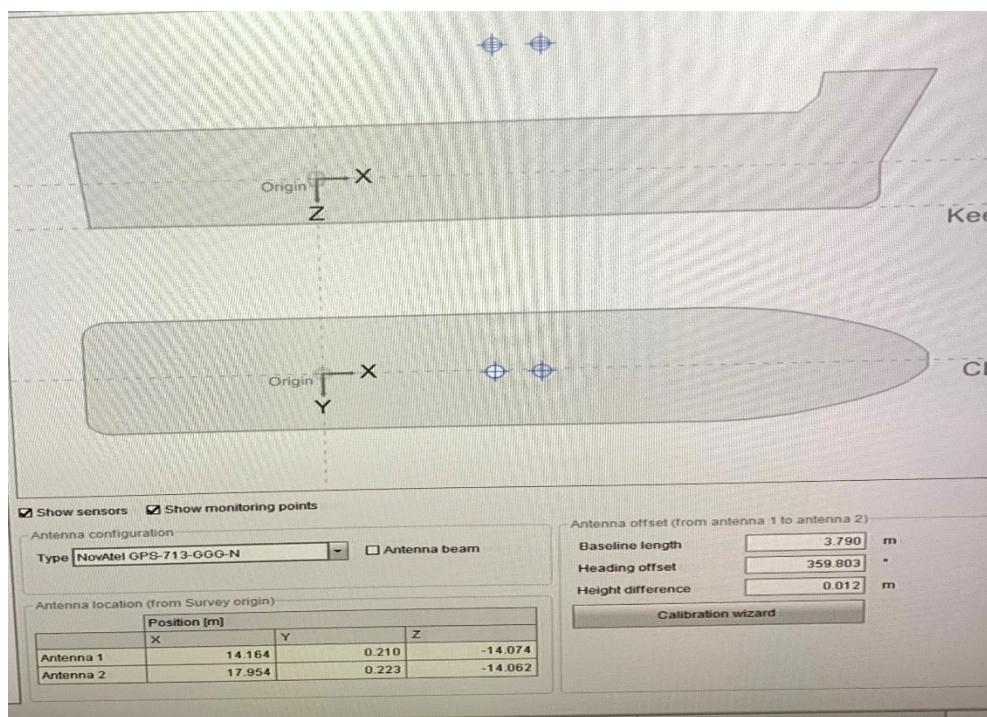 Origin
X
Z
Kee
Origin
X
Y
Show sensors Show monitoring points
Antenna configuration
Type NovAtel GPS-713-GGG-N Antenna beam
Antenna location (from Survey origin)
Position [m]
X Y Z
Antenna 1 14.164 0.210 -14.074
Antenna 2 17.954 0.223 -14.062
Antenna offset (from antenna 1 to antenna 2)
Baseline length 3.790 m
Heading offset 359.803 °
Height difference 0.012 m
Calibration wizard